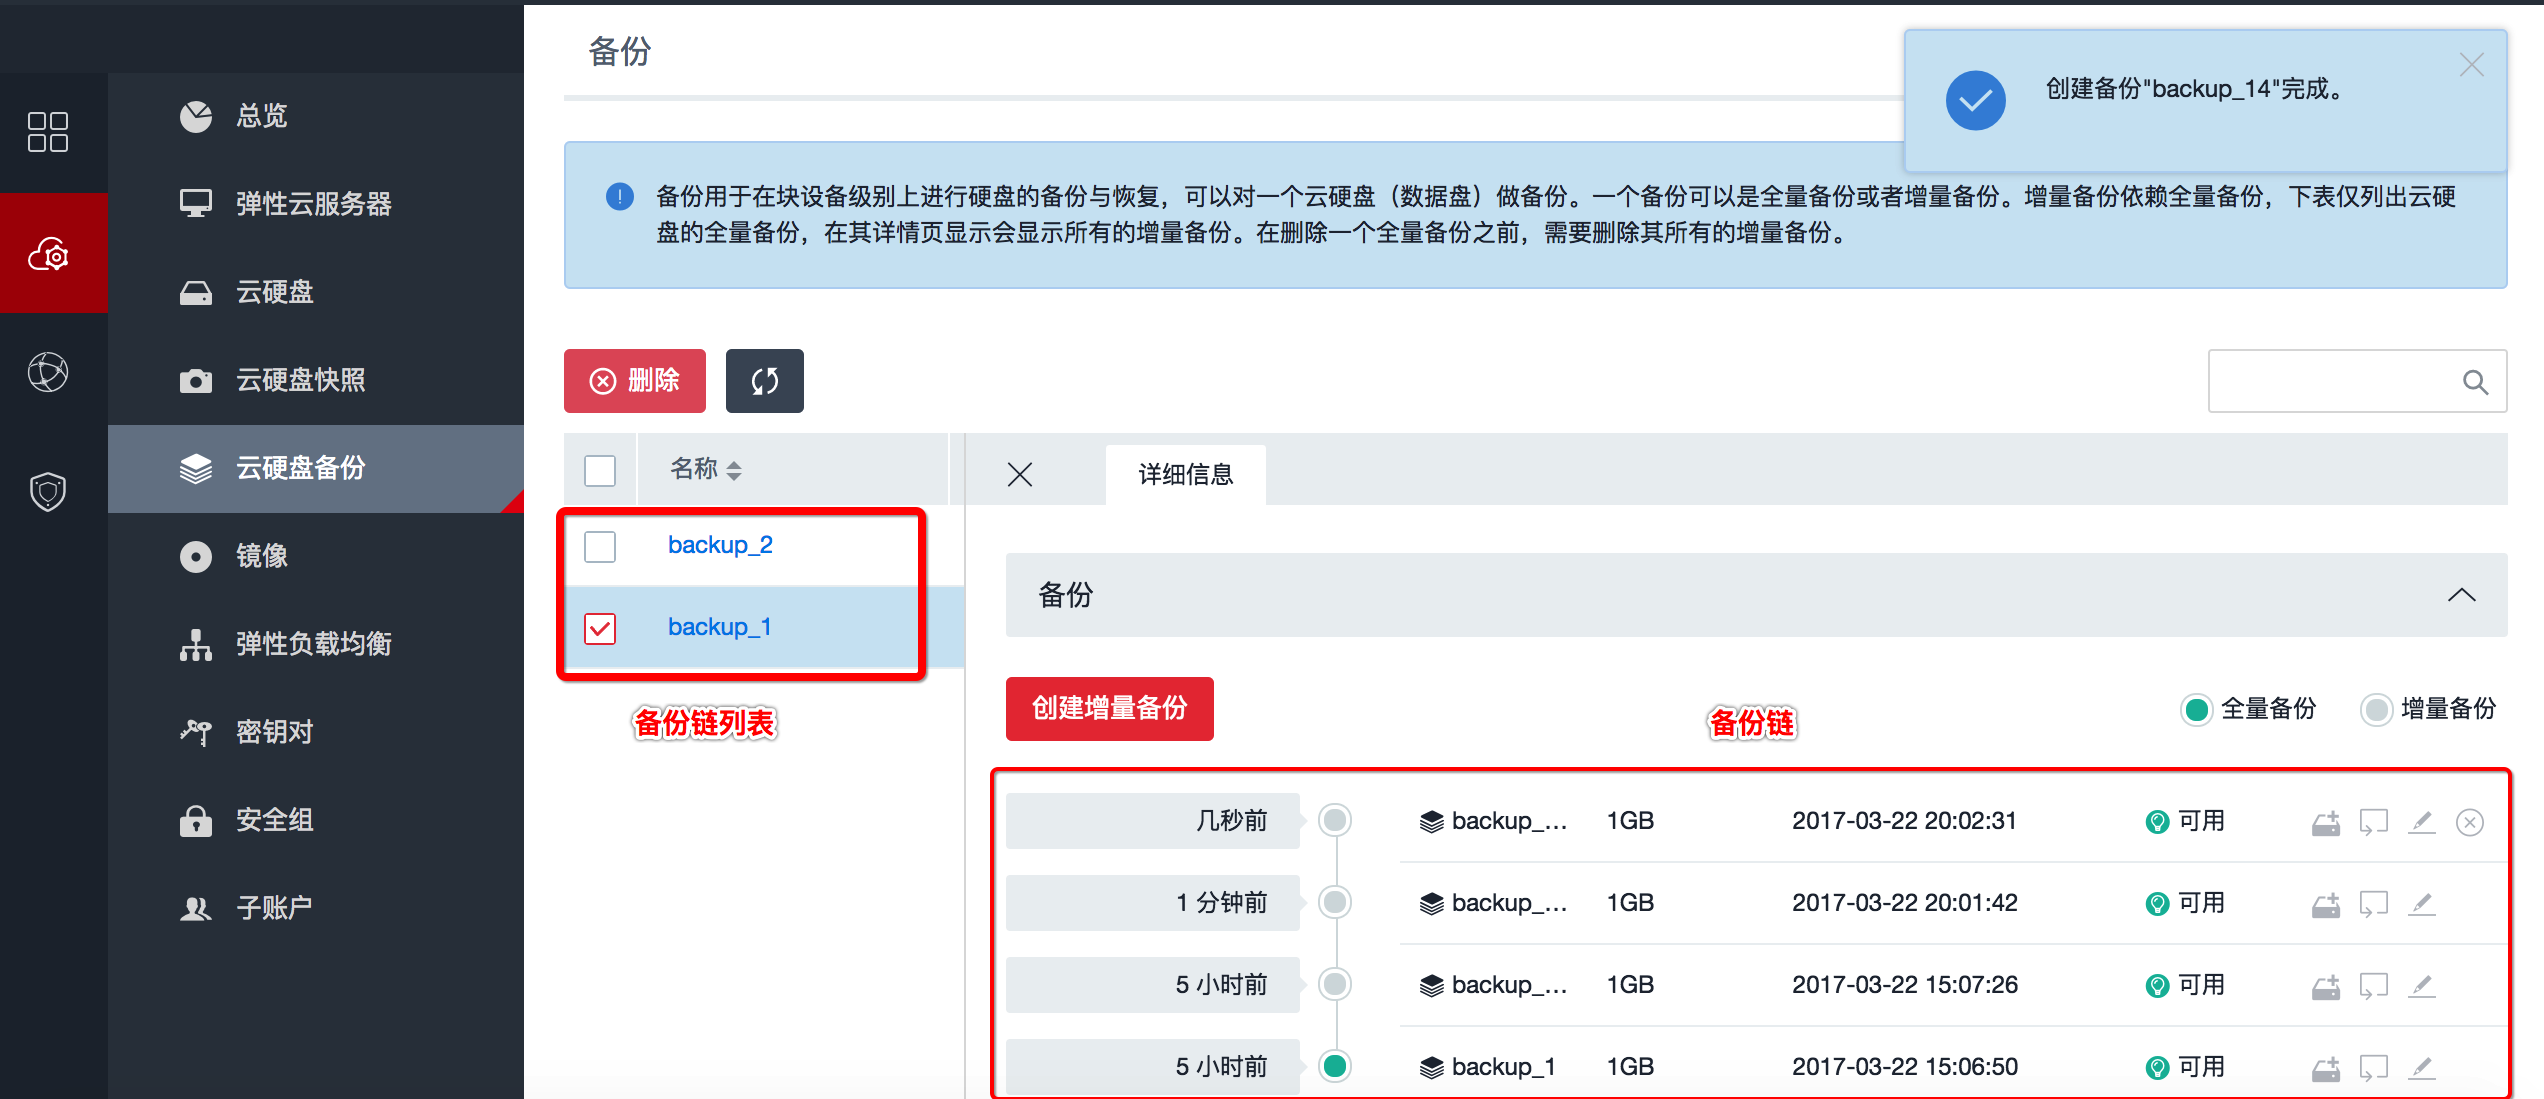 备份
创建备份"backup_14"完成。
备份用于在块设备级别上进行硬盘的备份与恢复，可以对一个云硬盘（数据盘）做备份。一个备份可以是全量备份或者增量备份。增量备份依赖全量备份，下表仅列出云硬
盘的全量备份，在其详情页显示会显示所有的增量备份。在删除一个全量备份之前，需要删除其所有的增量备份。
总览
弹性云服务器
云硬盘
云硬盘快照
云硬盘备份
镜像
弹性负载均衡
密钥对
安全组
子账户
删除
名称
backup_2
backup_1
备份链列表
详细信息
备份
创建增量备份
备份链
全量备份 增量备份
几秒前 backup_... 1GB 2017-03-22 20:02:31 可用
1 分钟前 backup_... 1GB 2017-03-22 20:01:42 可用
5 小时前 backup_... 1GB 2017-03-22 15:07:26 可用
5 小时前 backup_1 1GB 2017-03-22 15:06:50 可用